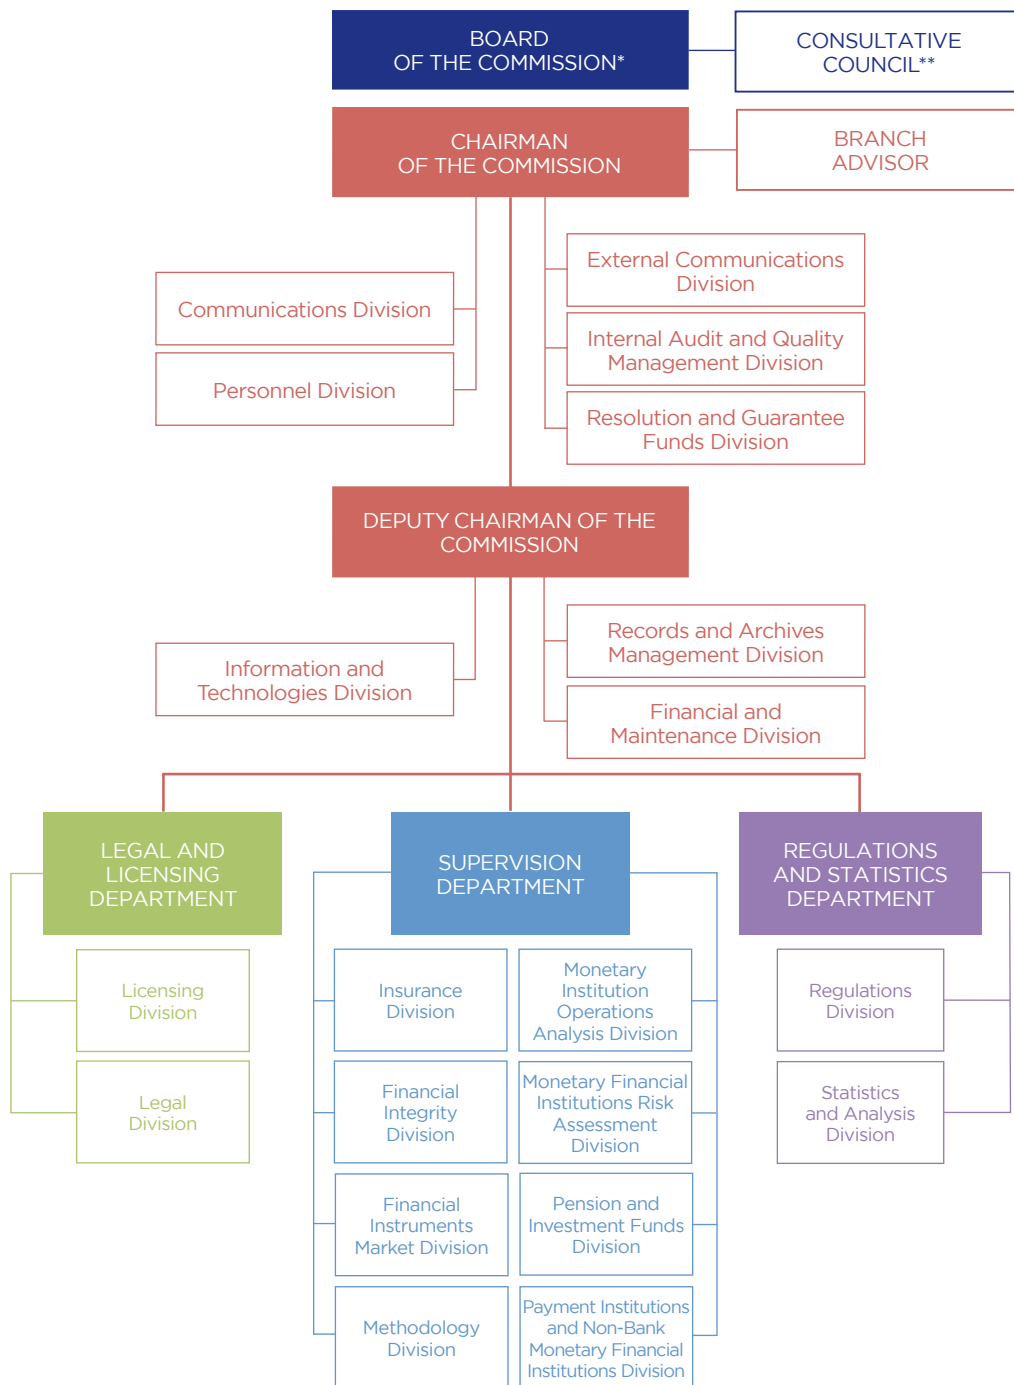 BOARD
OF THE COMMISSION*
CONSULTATIVE
COUNCIL**
CHAIRMAN
OF THE COMMISSION
BRANCH
ADVISOR
Communications Division
Personnel Division
External Communications
Division
Internal Audit and Quality
Management Division
Resolution and Guarantee
Funds Division
DEPUTY CHAIRMAN OF THE
COMMISSION
Information and
Technologies Division
Records and Archives
Management Division
Financial and
Maintenance Division
LEGAL AND
LICENSING
DEPARTMENT
Licensing
Division
Legal
Division
SUPERVISION
DEPARTMENT
Insurance
Division
Monetary
Institution
Operations
Analysis Division
Financial
Integrity
Division
Monetary Financial
Institutions Risk
Assessment
Division
Financial
Instruments
Market Division
Pension and
Investment Funds
Division
Methodology
Division
Payment Institutions
and Non-Bank
Monetary Financial
Institutions Division
REGULATIONS
AND STATISTICS
DEPARTMENT
Regulations
Division
Statistics
and Analysis
Division